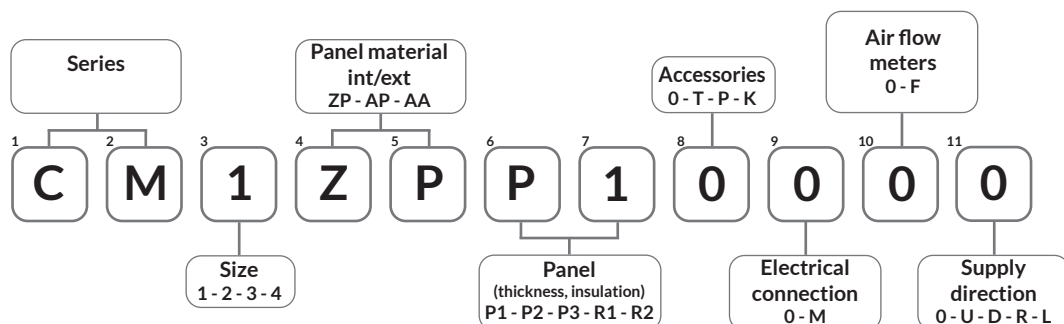 Series
Panel material
int/ext
ZP - AP - AA
Accessories
0 - T - P - K
Air flow
meters
0 - F
1 2 3 4 5 6 7 8 9 10 11
C M 1 Z P P 1 0 0 0 0
Size
1 - 2 - 3 - 4
Panel
(thickness, insulation)
P1 - P2 - P3 - R1 - R2
Electrical
connection
0 - M
Supply
direction
0 - U - D - R - L